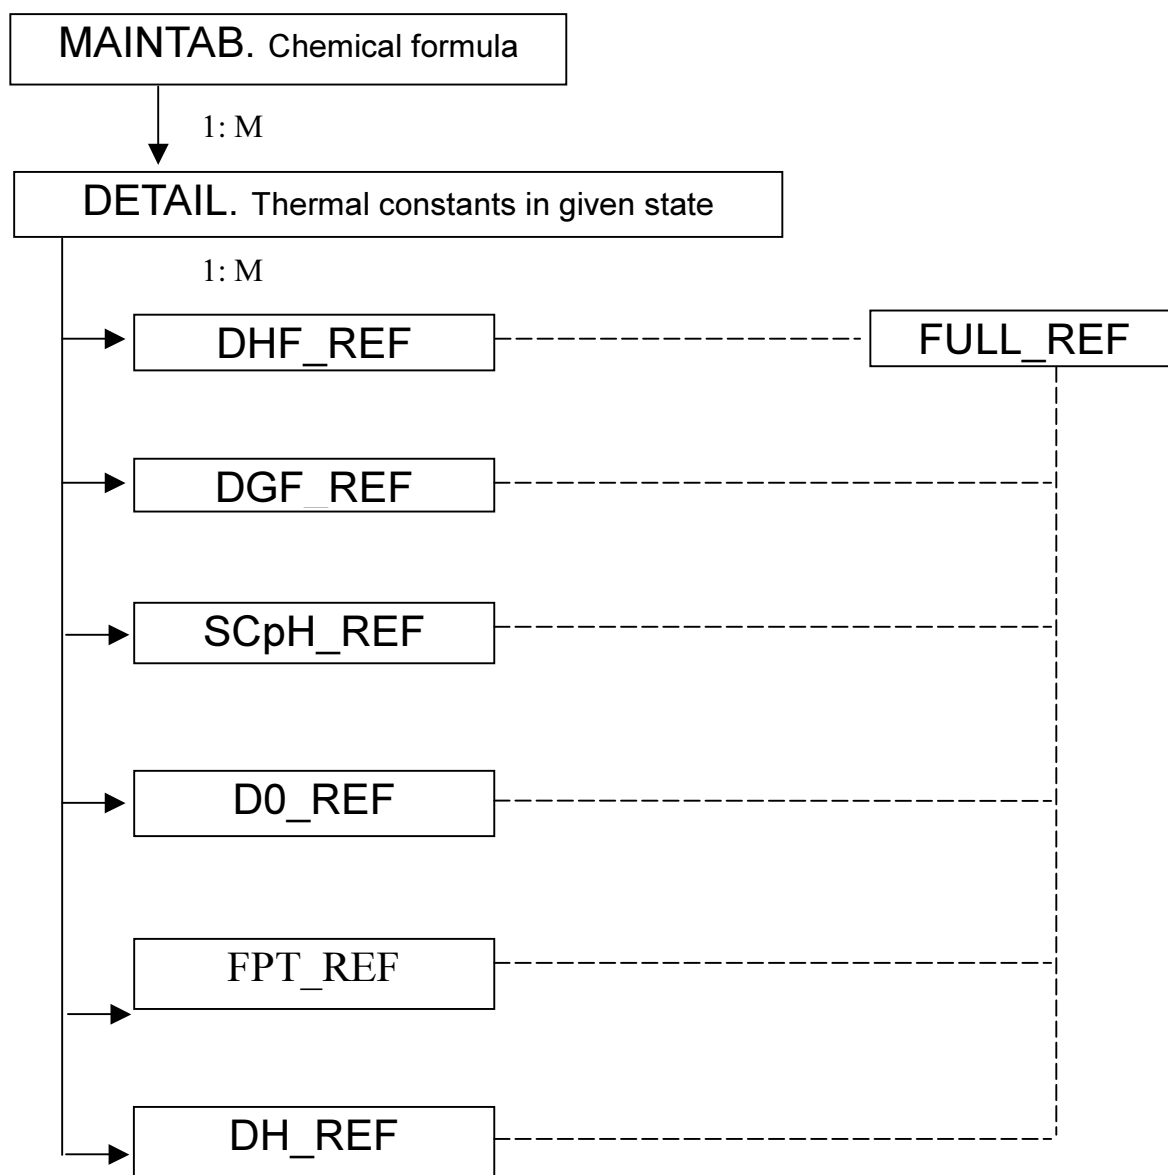 MAINTAB. Chemical formula
1: M
DETAIL. Thermal constants in given state
1: M
DHF_REF
FULL_REF
DGF_REF
SCpH_REF
D0_REF
FPT_REF
DH_REF